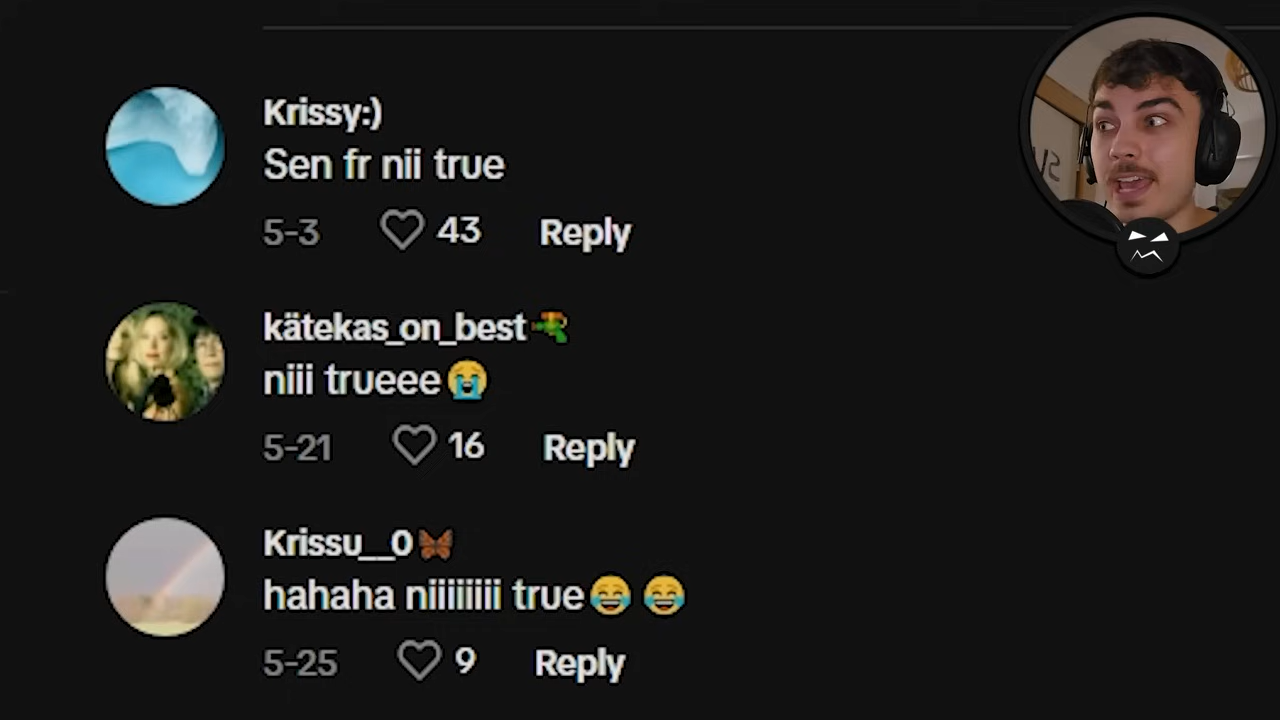 Krissy:)
Sen fr nii true
5-3 43 Reply
kätekas_on_best
niii trueee😭
5-21 16 Reply
Krissu__0🦋
hahaha niiiiiiii true😂 😂
5-25 9 Reply